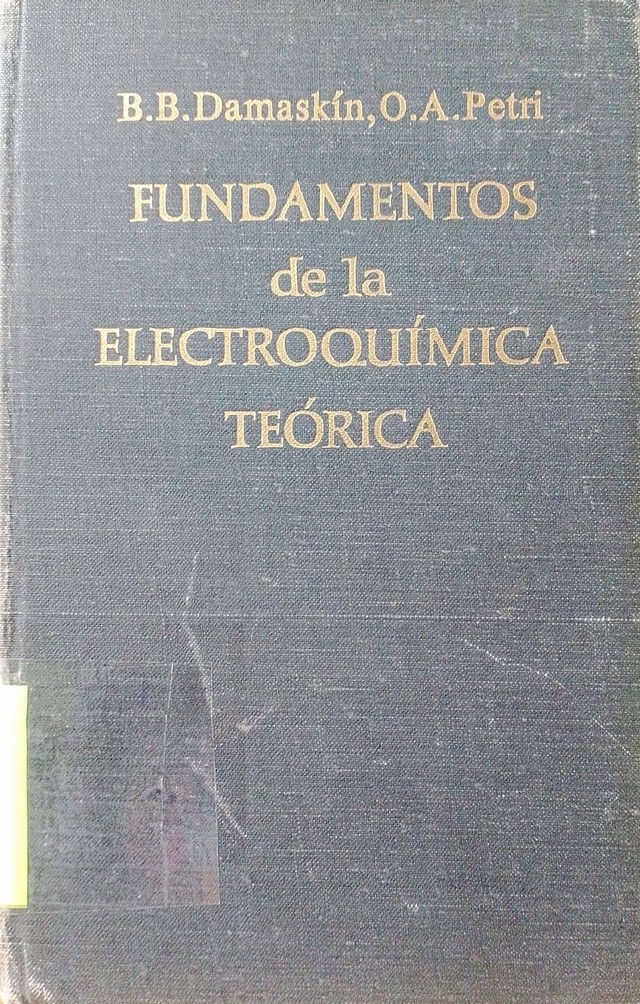 B.B.Damaskín, O.A.Petri
FUNDAMENTOS
de la
ELECTROQUÍMICA
TEÓRICA